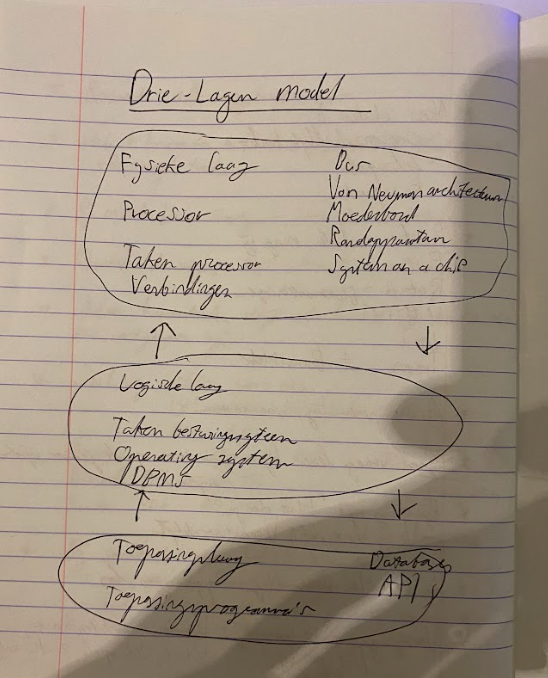 Drie-Lagen model
Fysieke laag
Processor
Taken processor
Verbindingen
Bus
Von Neuman architectuur
Moederbord
Randapparatuur
System on a chip
Logische laag
Taken besturingssysteem
Operating system
DBMS
Toepassingslaag
Toepassingsprogramma's
Database
API